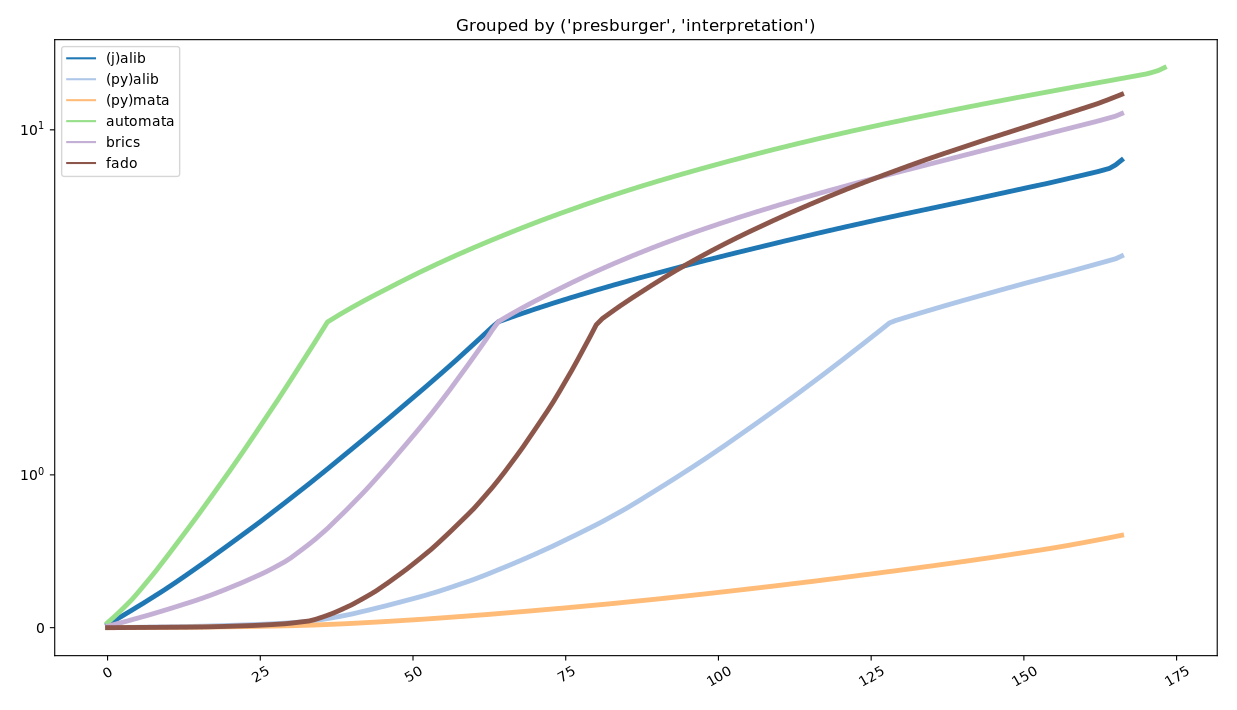 Grouped by ('presburger', 'interpretation')
(j)alib
(py)alib
(py)mata
automata
brics
fado
10¹
10⁰
0
0
25
50
75
100
125
150
175